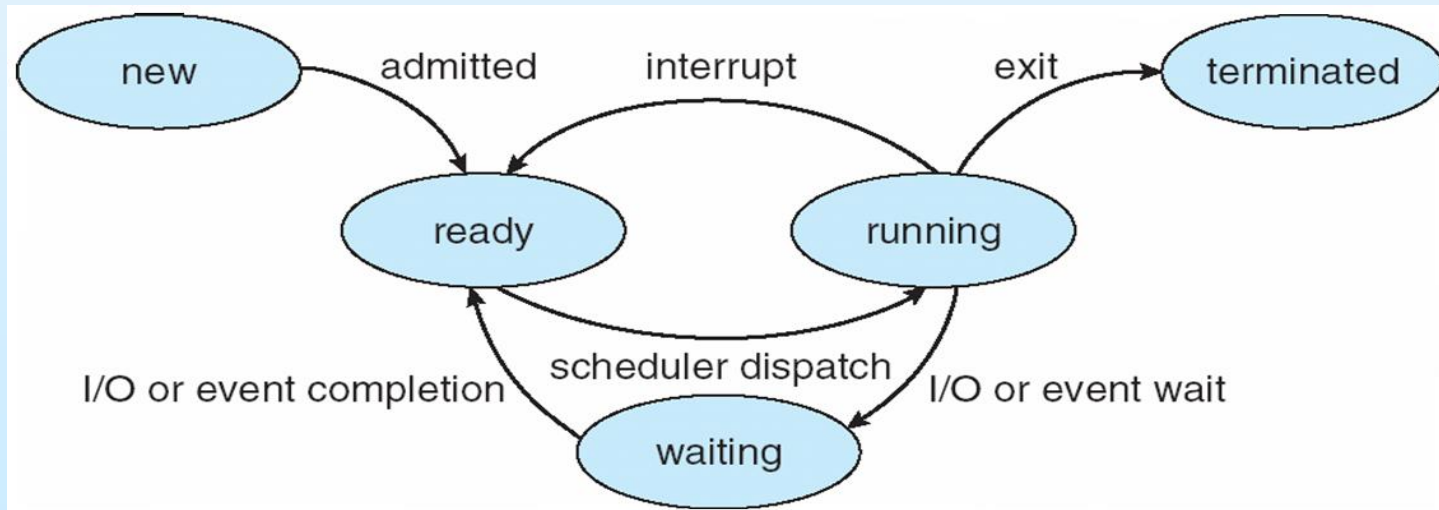 new
admitted
interrupt
exit
terminated
ready
running
scheduler dispatch
I/O or event completion
I/O or event wait
waiting